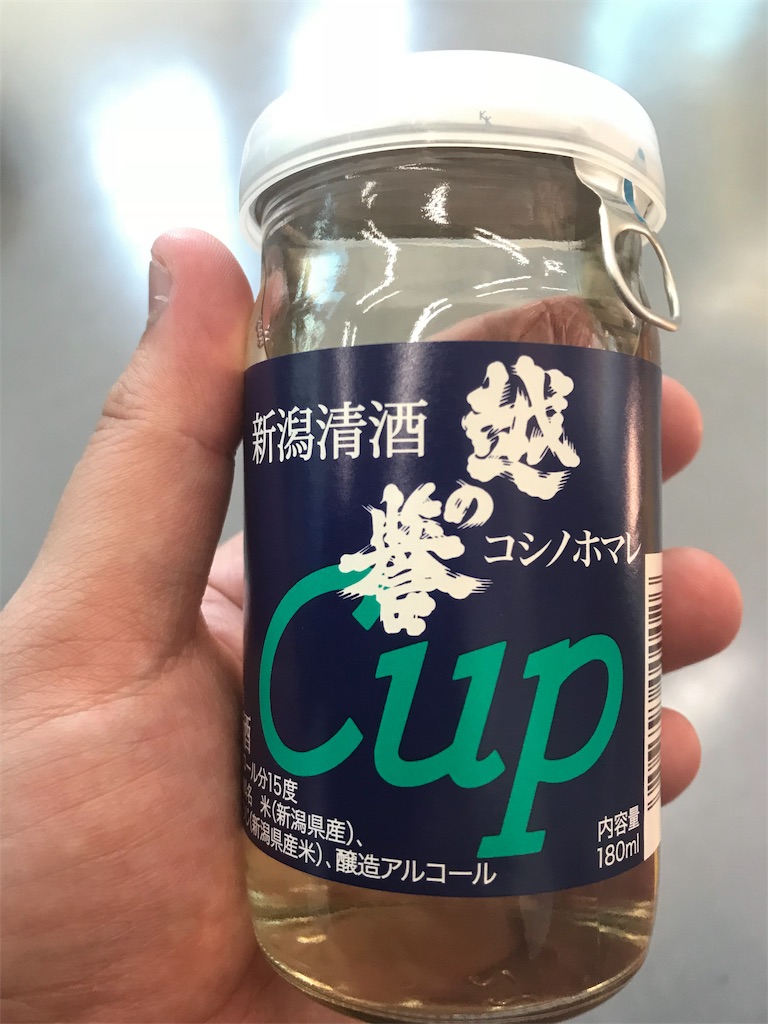 新潟清酒
越の誉
コシノホマレ
Cup
酒
ール分15度
名 米(新潟県産)、
(新潟県産米)、醸造アルコール
内容量
180ml